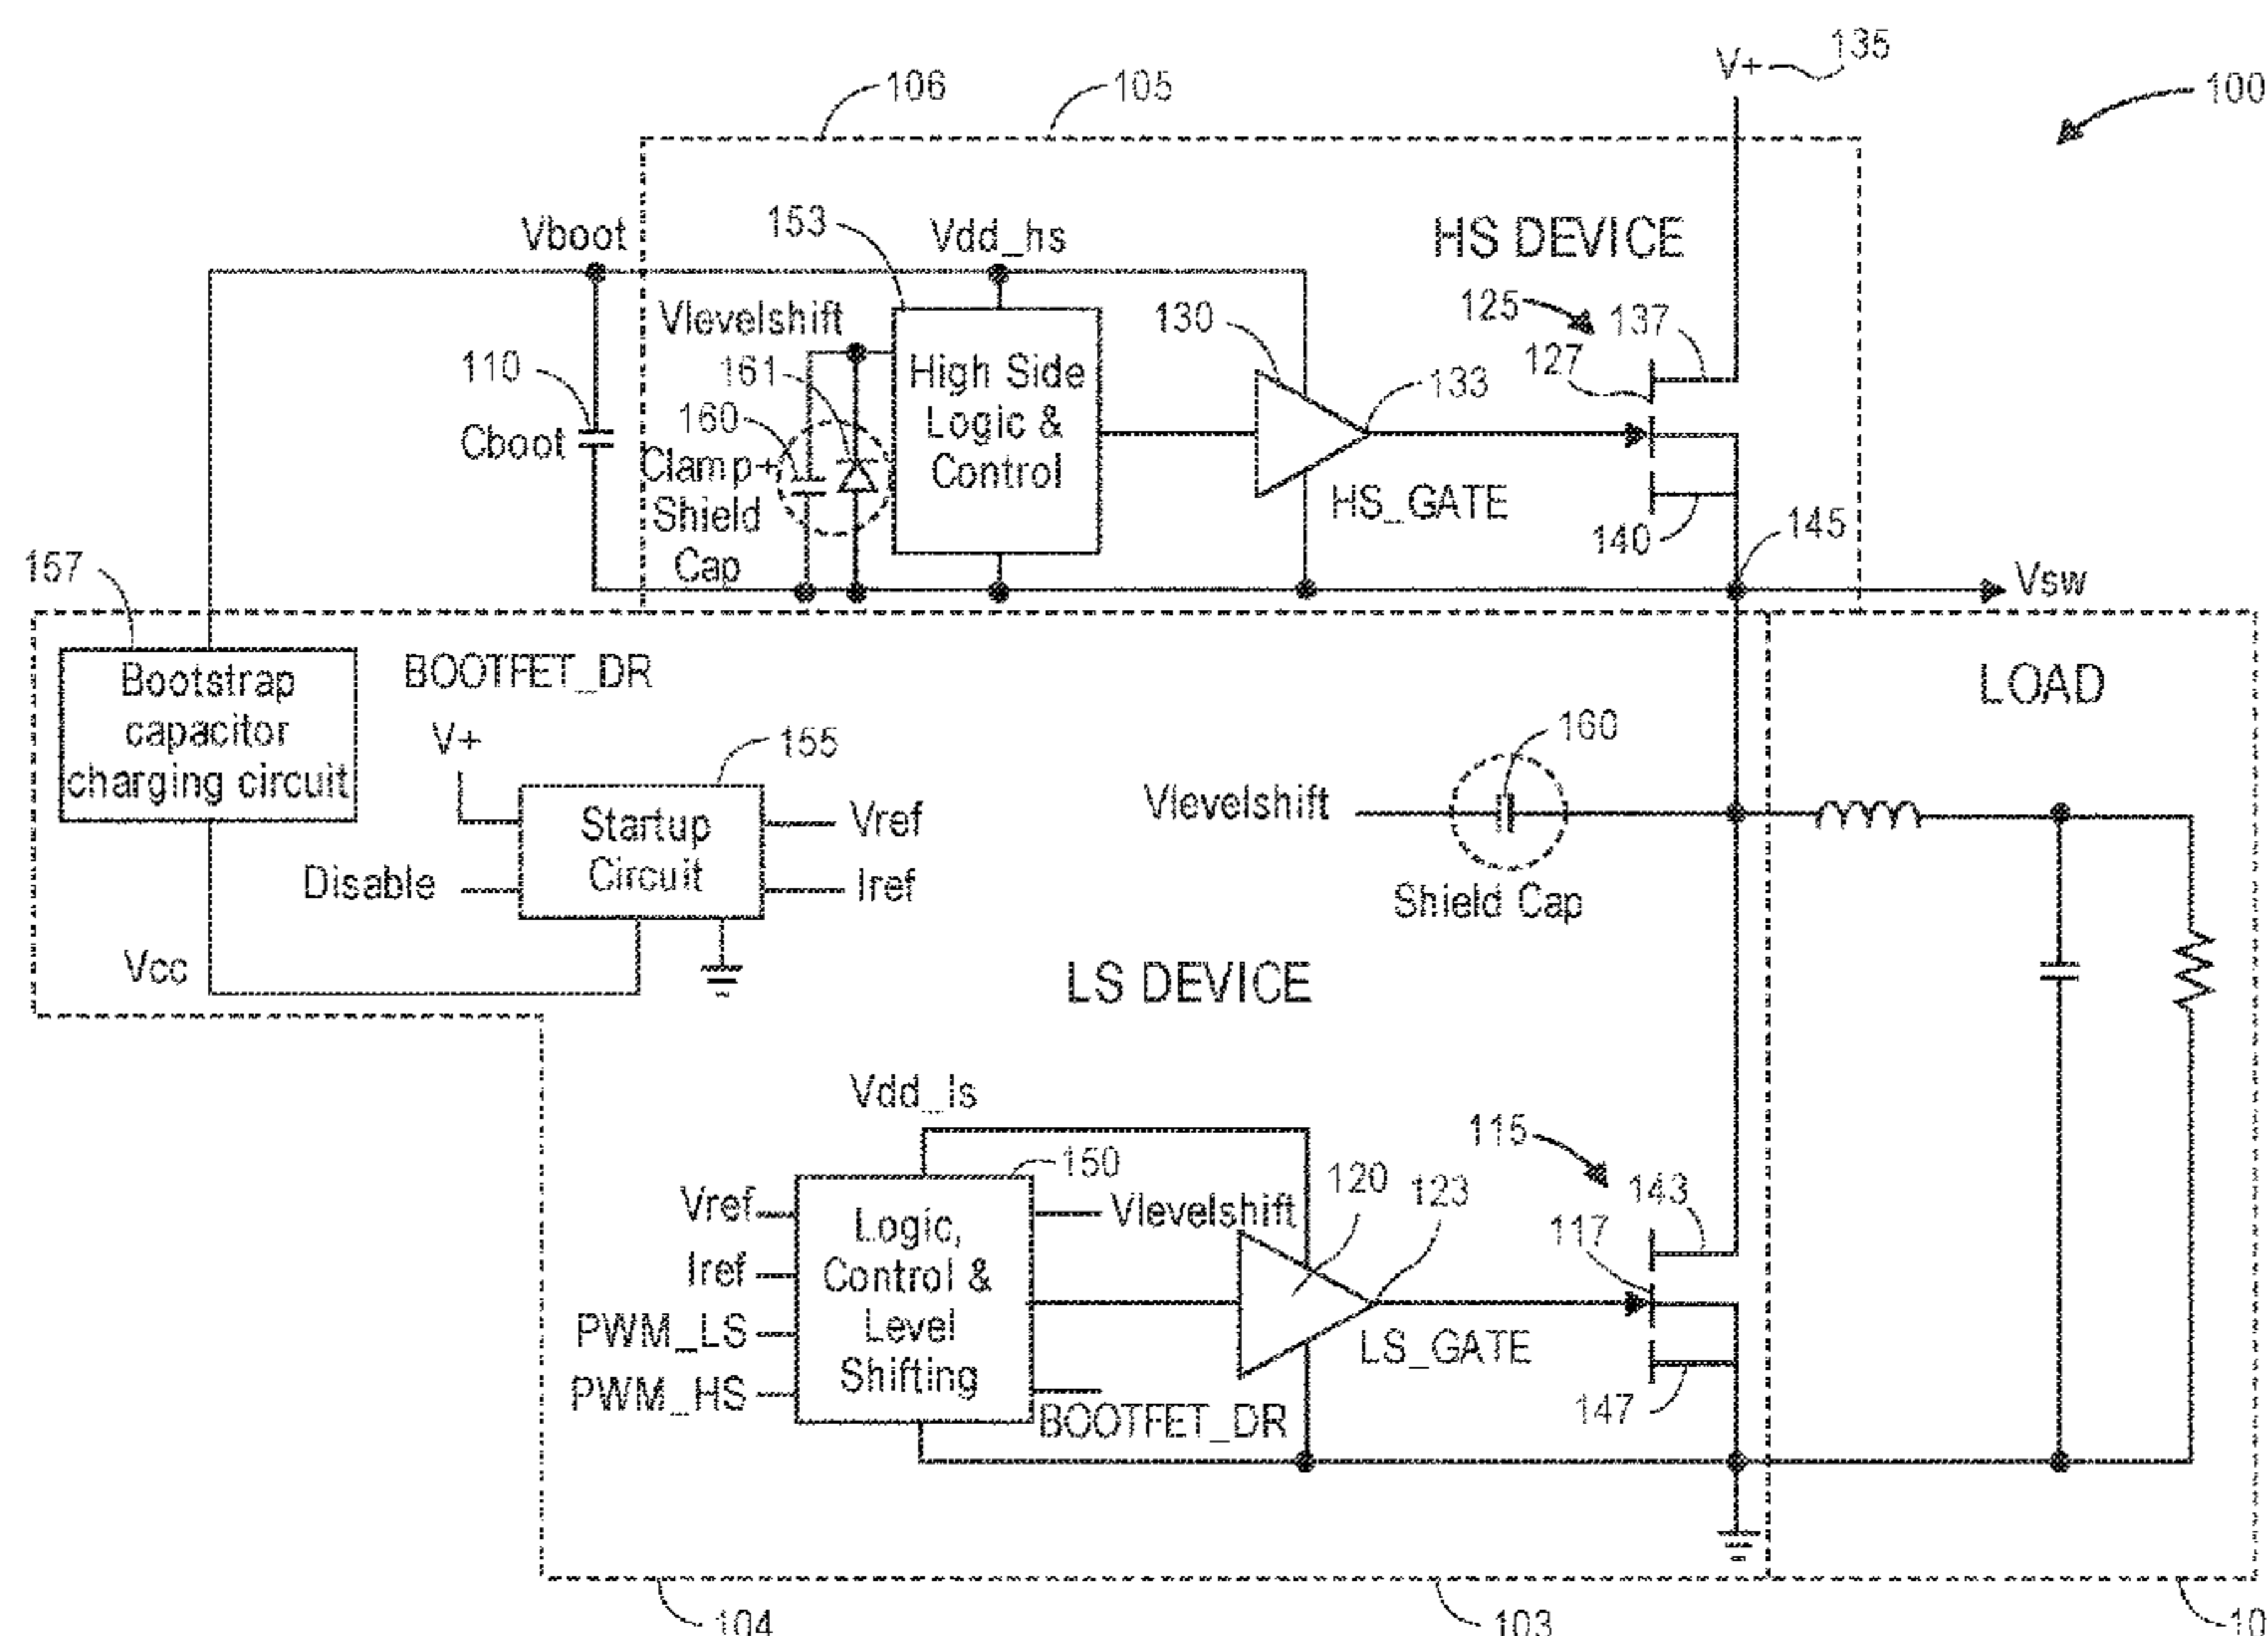 V+
135
100
106
105
153
Vboot
Vdd_hs
HS DEVICE
Vlevelshift
130
125
137
127
110
161
133
160
Cboot
High Side
Logic &
Control
Clamp+
Shield
Cap
HS_GATE
140
145
Vsw
157
Bootstrap
capacitor
charging circuit
BOOTFET_DR
V+
155
Startup
Circuit
Disable
Vref
Iref
Vcc
160
Vlevelshift
Shield Cap
LOAD
LS DEVICE
Vdd_ls
150
Vref
Iref
PWM_LS
PWM_HS
Logic,
Control &
Level
Shifting
Vlevelshift
BOOTFET_DR
120
123
LS_GATE
115
143
117
147
104
103
10